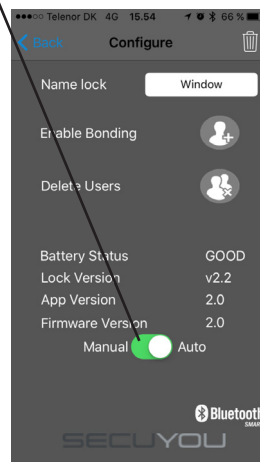 Telenor DK 4G 15.54 66 %
Back Configure
Name lock Window
Enable Bonding
Delete Users
Battery Status GOOD
Lock Version v2.2
App Version 2.0
Firmware Version 2.0
Manual Auto
Bluetooth
SMART
SECUYOU